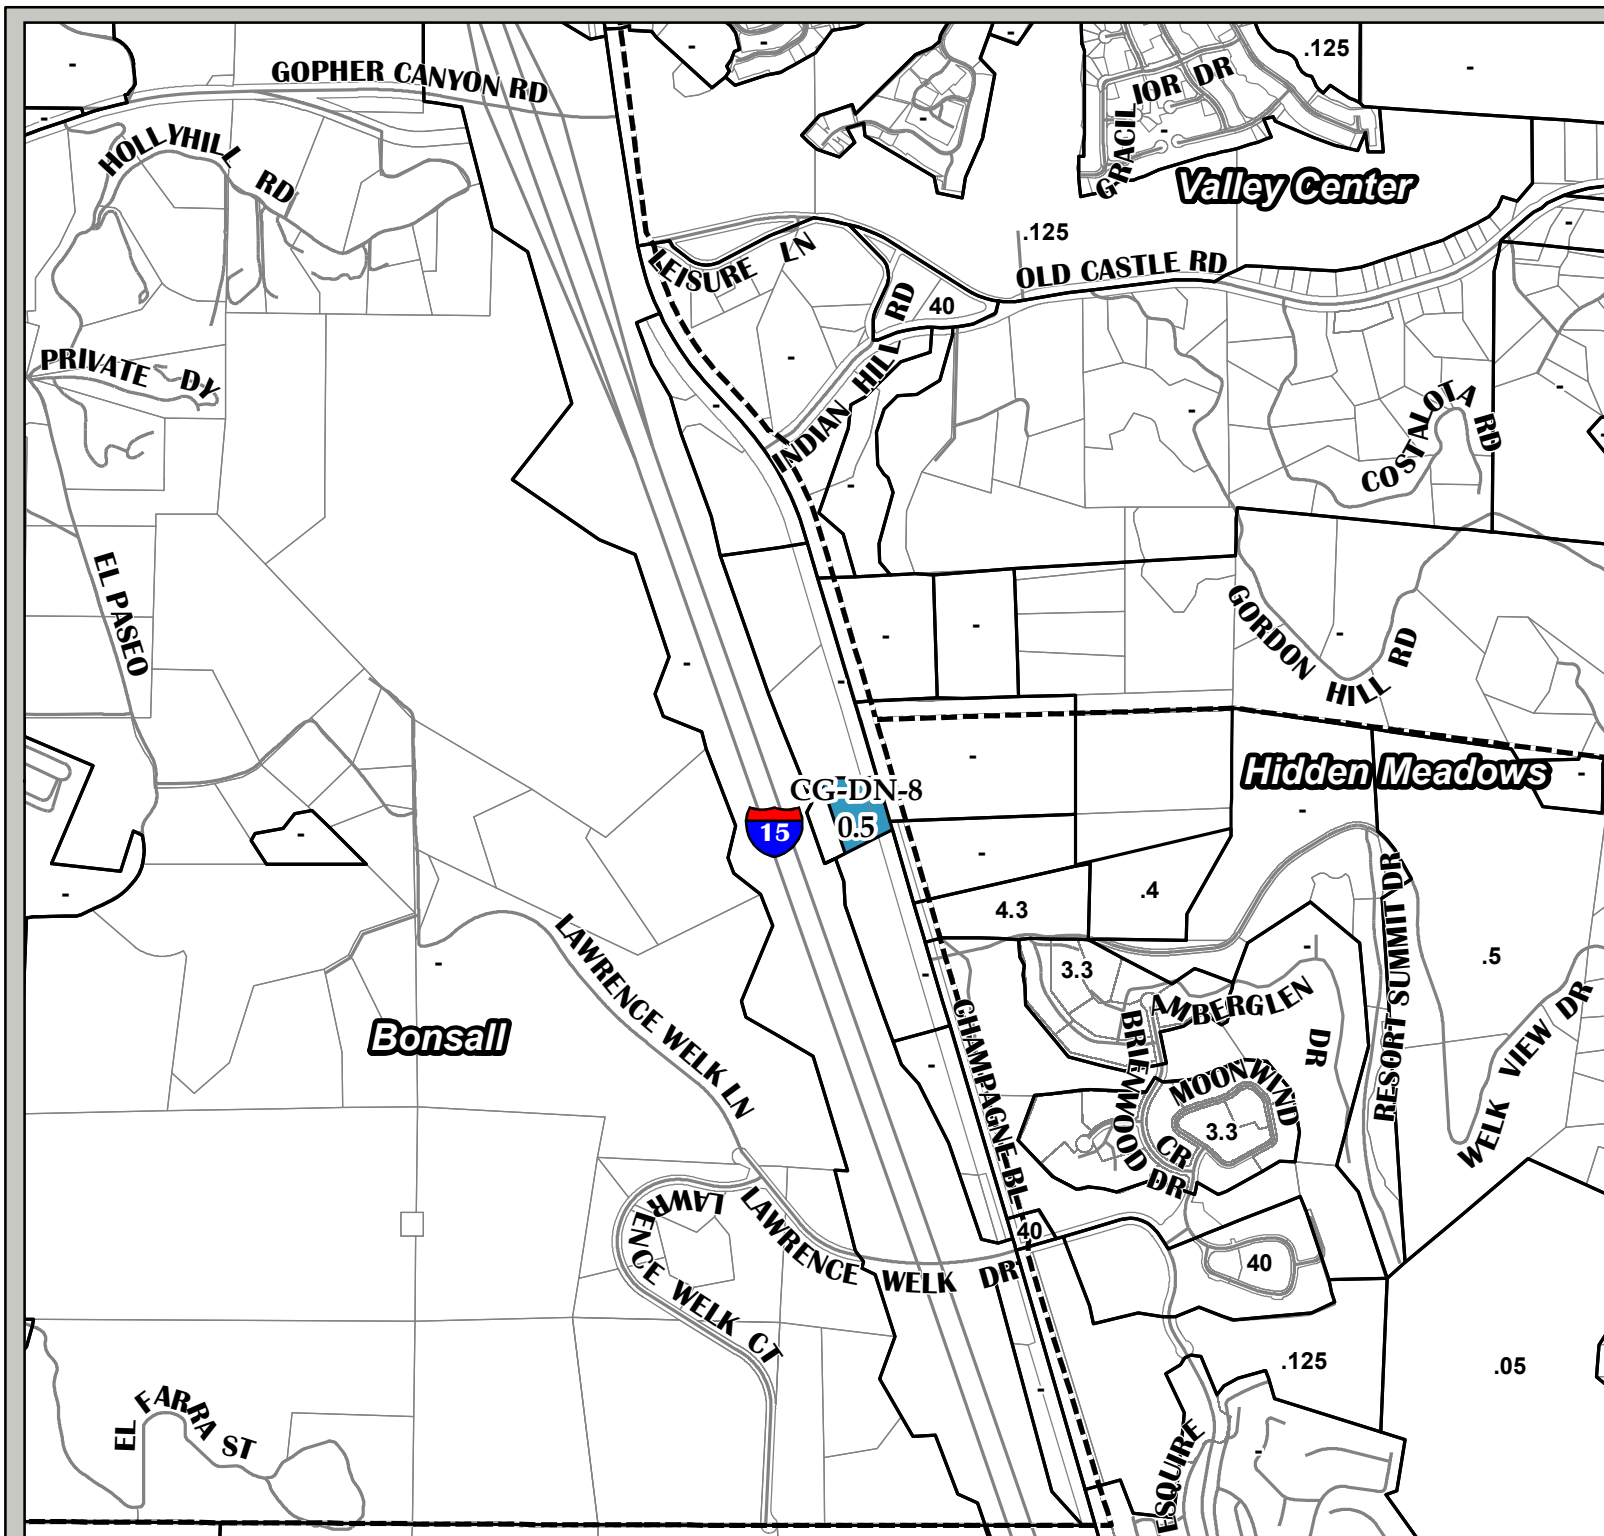 GOPHER CANYON RD
HOLLYHILL RD
GRACILIOR DR
.125
-
-
-
-
-
-
-
Valley Center
.125
-
LEISURE LN
OLD CASTLE RD
40
INDIAN HILL RD
PRIVATE DY
-
-
-
-
-
-
COSTALOTA RD
EL PASEO
GORDON HILL RD
-
-
-
-
-
-
Hidden Meadows
-
-
-
CG-DN-8
0.5
15
-
-
-
4.3
.4
RESORT SUMMIT DR
.5
Bonsall
-
LAWRENCE WELK LN
CHAMPAGNE BL
3.3
-
-
-
AMBERGLEN DR
BRIENWOOD DR
MOONWIND CR
3.3
WELK VIEW DR
LAWRENCE WELK CT
LAWRENCE WELK DR
40
40
.125
.05
-
-
EL FARRA ST
ESQUIRE